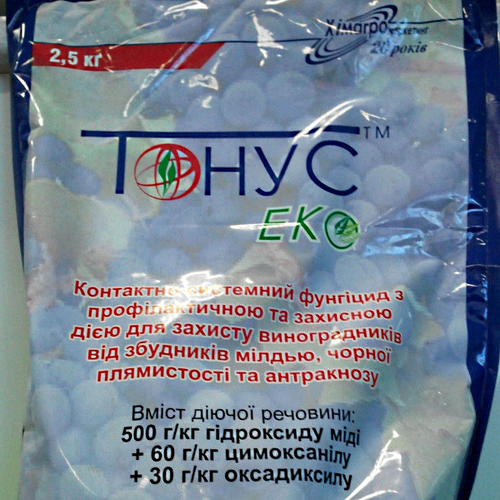 Хімагромаркетинг
20 років
2,5 кг
ТОНУС™
ЕКО
Контактно-системний фунгіцид з
профілактичною та захисною
дією для захисту виноградників
від збудників мілдью, чорної
плямистості та антракнозу
Вміст діючої речовини:
500 г/кг гідроксиду міді
+ 60 г/кг цимоксанілу
+ 30 г/кг оксадиксилу